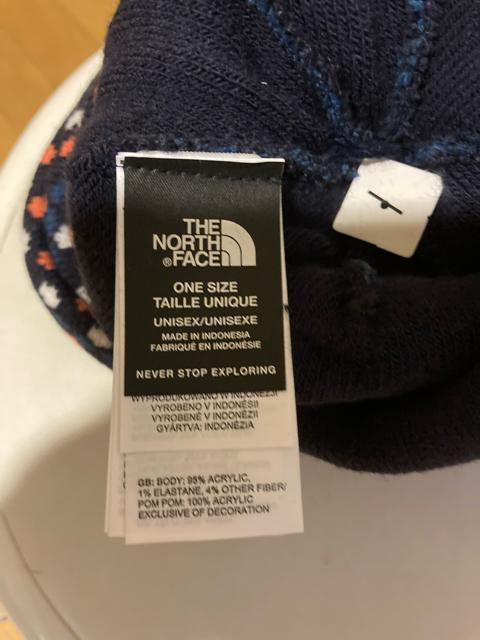 THE
NORTH
®FACE
ONE SIZE
TAILLE UNIQUE
UNISEX/UNISEXE
MADE IN INDONESIA
FABRIQUÉ EN INDONÉSIE
NEVER STOP EXPLORING
WYPRODUKOWANO W INDONEZJI
VYROBENO V INDONÉSII
VYROBENÉ V INDONÉZII
GYÁRTVA: INDONÉZIA
GB: BODY: 95% ACRYLIC,
1% ELASTANE, 4% OTHER FIBER/
POM POM: 100% ACRYLIC
EXCLUSIVE OF DECORATION